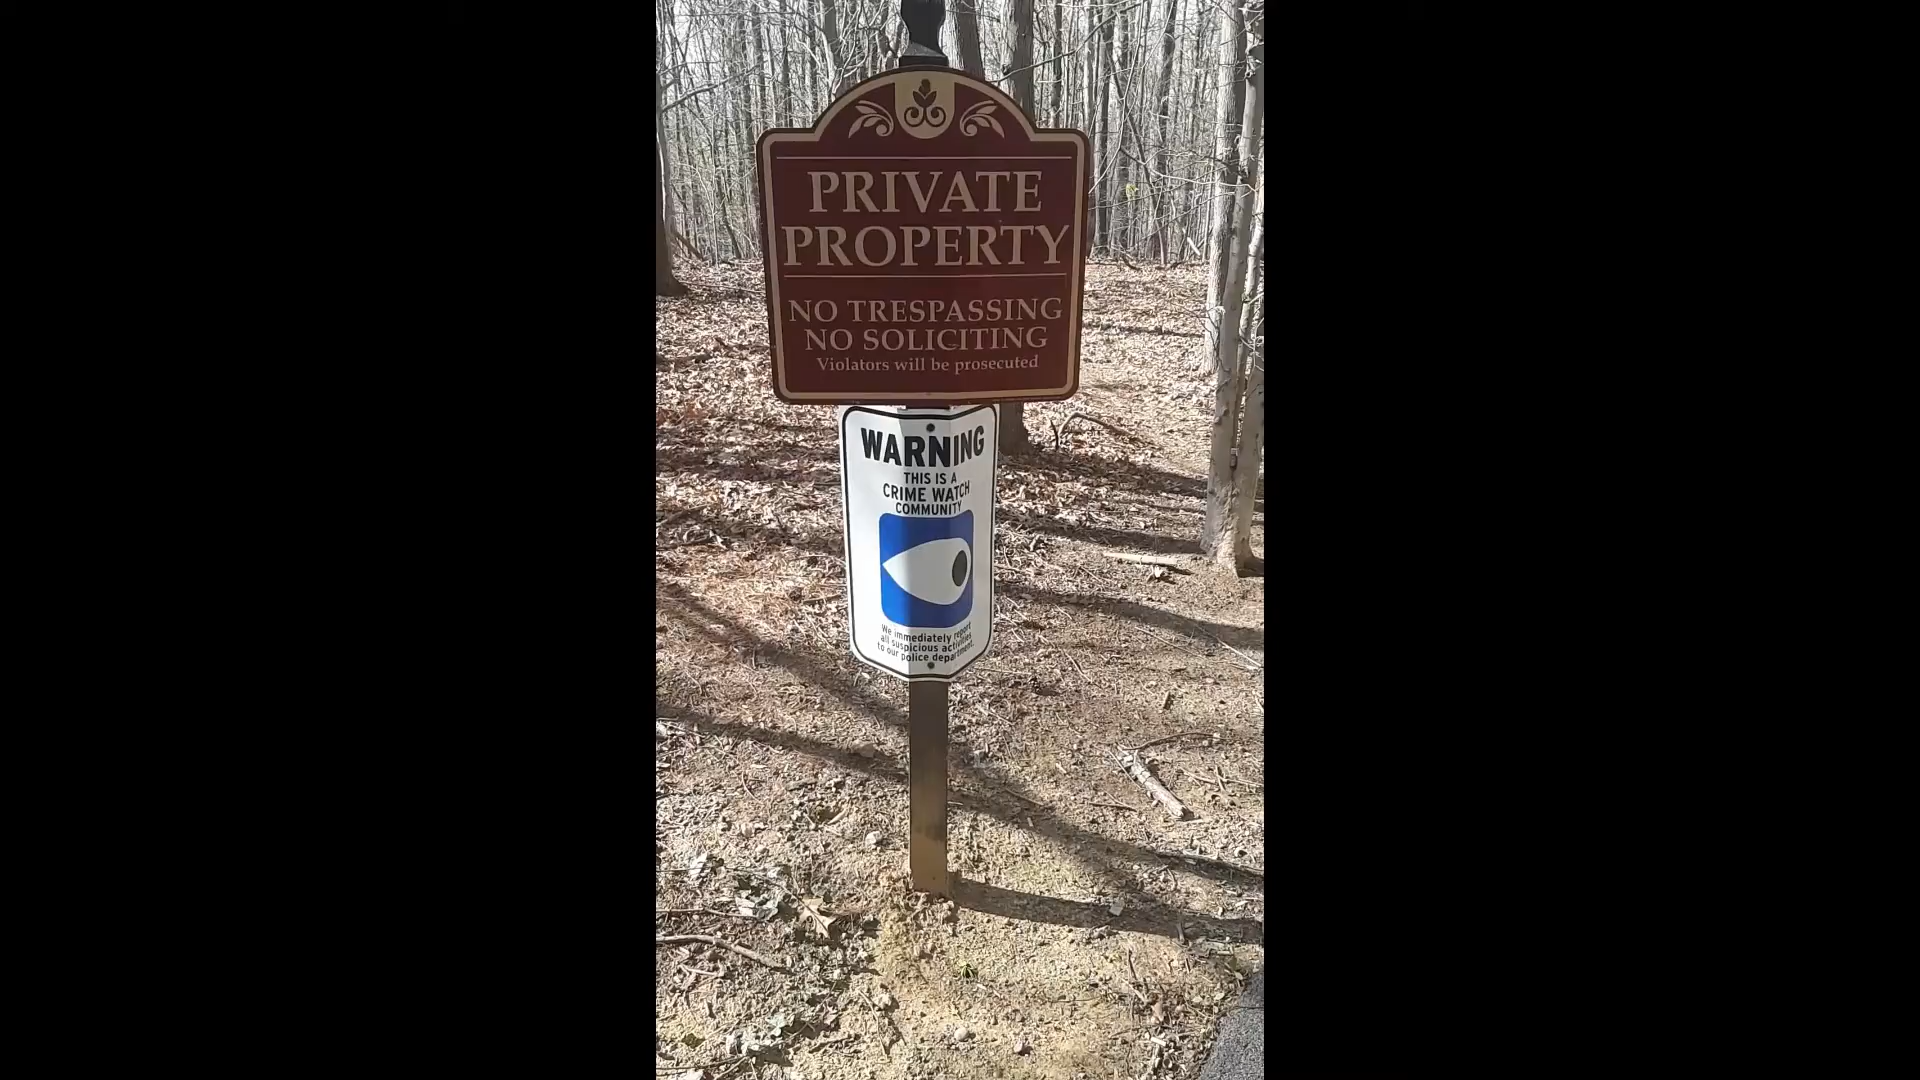 PRIVATE
PROPERTY
NO TRESPASSING
NO SOLICITING
Violators will be prosecuted
WARNING
THIS IS A
CRIME WATCH
COMMUNITY
We immediately report
all suspicious activities
to our police department.